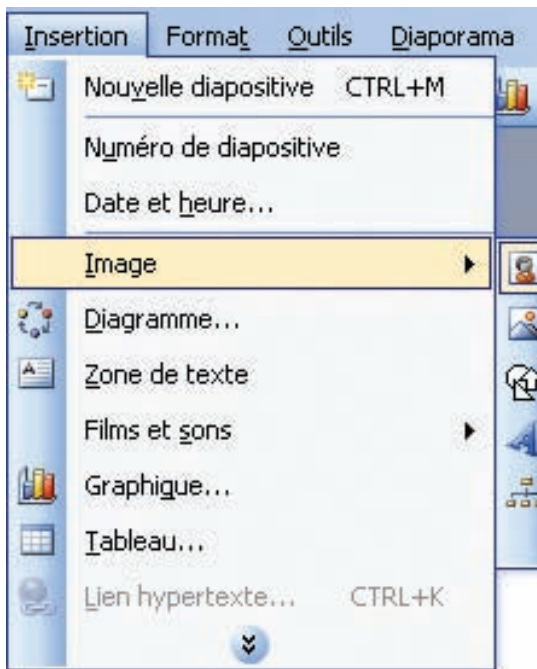 Insertion Format Outils Diaporama
Nouvelle diapositive CTRL+M
Numéro de diapositive
Date et heure...
Image
Diagramme...
Zone de texte
Films et sons
Graphique...
Tableau...
Lien hypertexte... CTRL+K